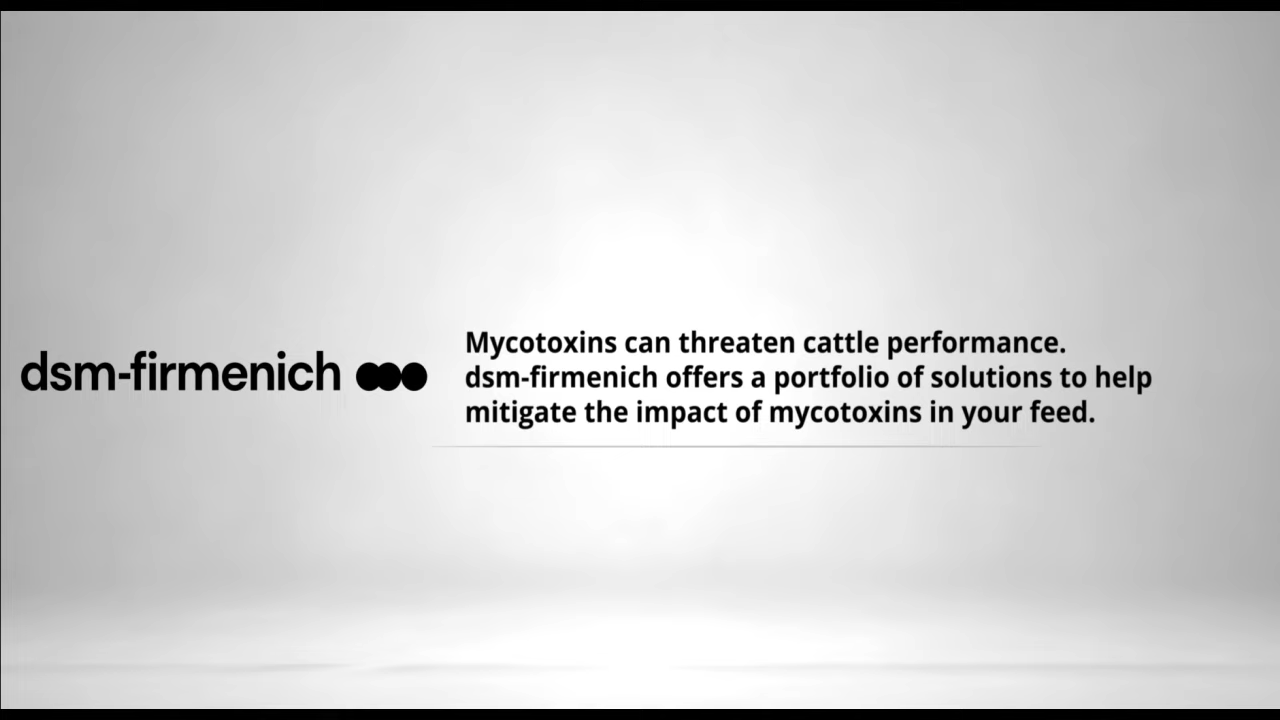 dsm-firmenich
Mycotoxins can threaten cattle performance.
dsm-firmenich offers a portfolio of solutions to help
mitigate the impact of mycotoxins in your feed.